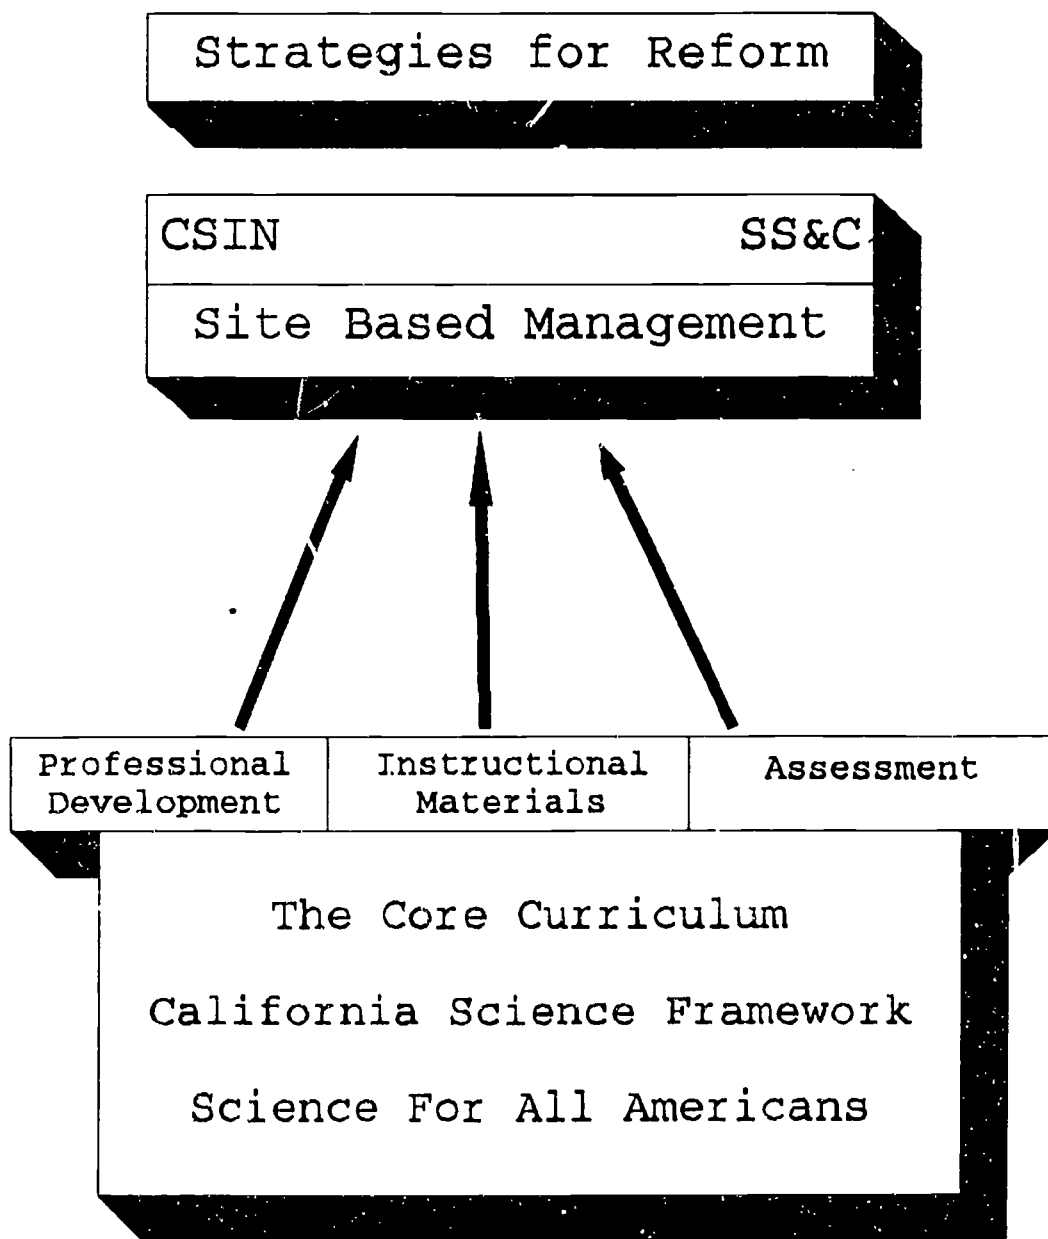 Strategies for Reform
CSIN SS&C
Site Based Management
Professional Development
Instructional Materials
Assessment
The Core Curriculum
California Science Framework
Science For All Americans